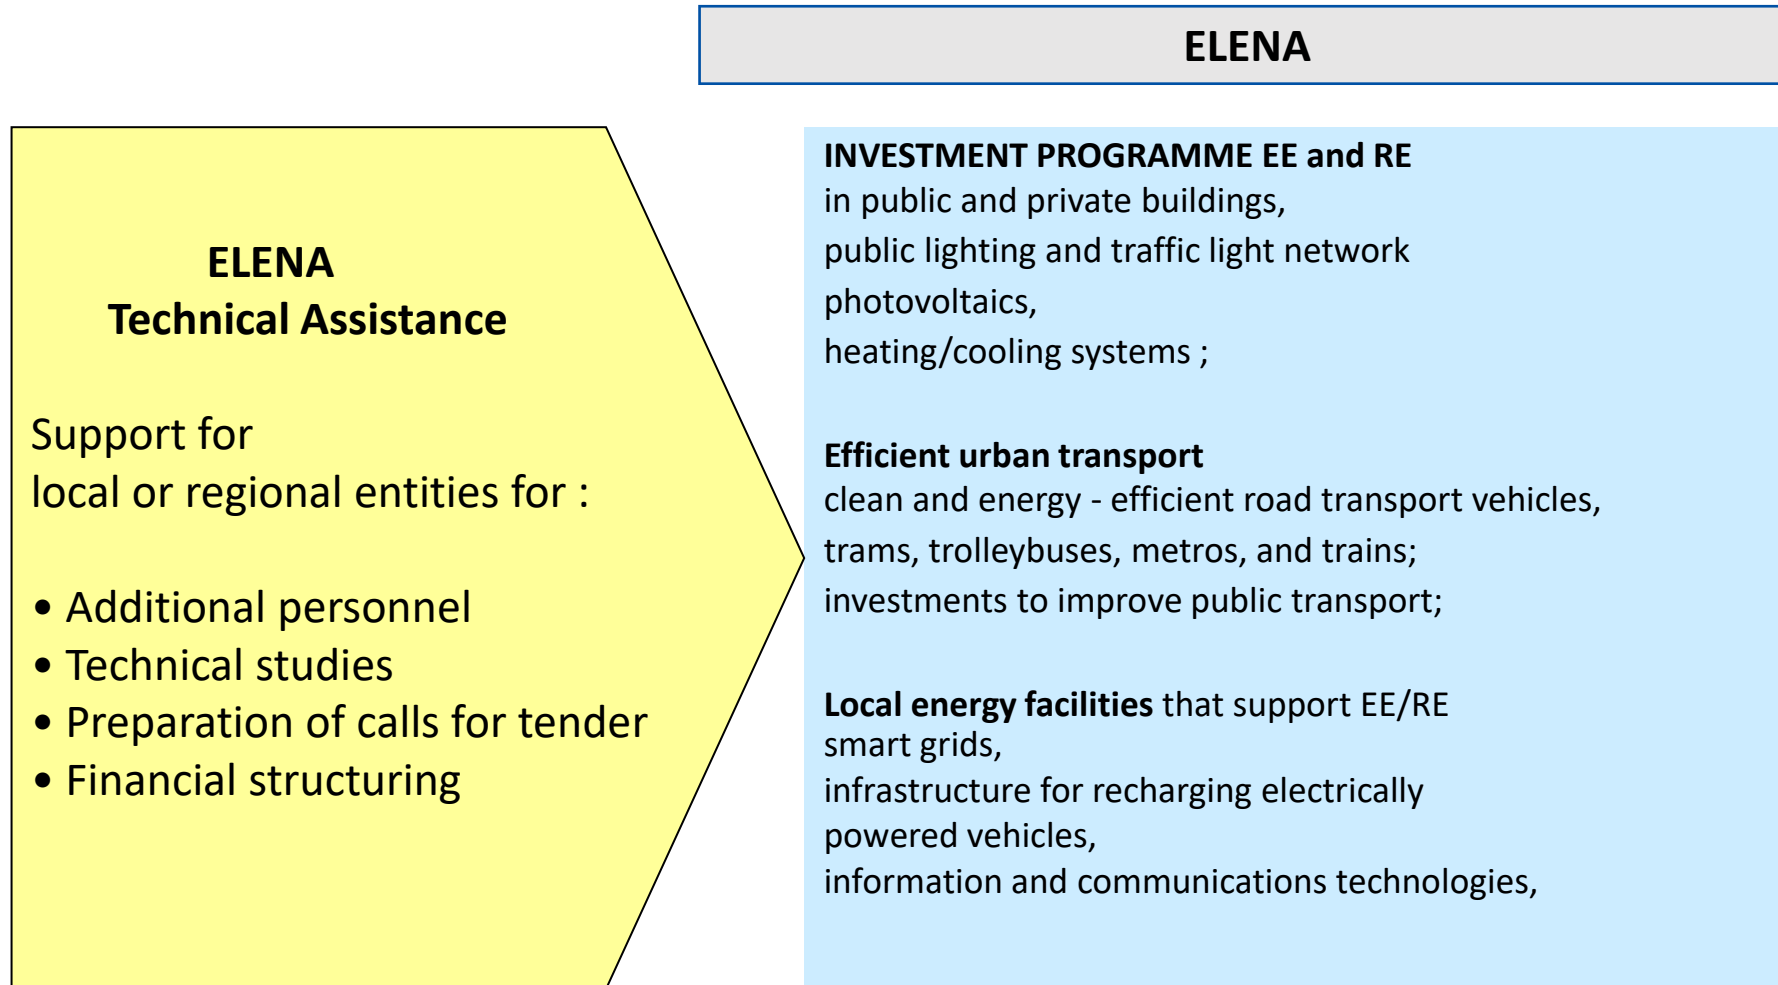 ELENA
ELENA
Technical Assistance
Support for
local or regional entities for :
• Additional personnel
• Technical studies
• Preparation of calls for tender
• Financial structuring
INVESTMENT PROGRAMME EE and RE
in public and private buildings,
public lighting and traffic light network
photovoltaics,
heating/cooling systems ;
Efficient urban transport
clean and energy - efficient road transport vehicles,
trams, trolleybuses, metros, and trains;
investments to improve public transport;
Local energy facilities that support EE/RE
smart grids,
infrastructure for recharging electrically
powered vehicles,
information and communications technologies,